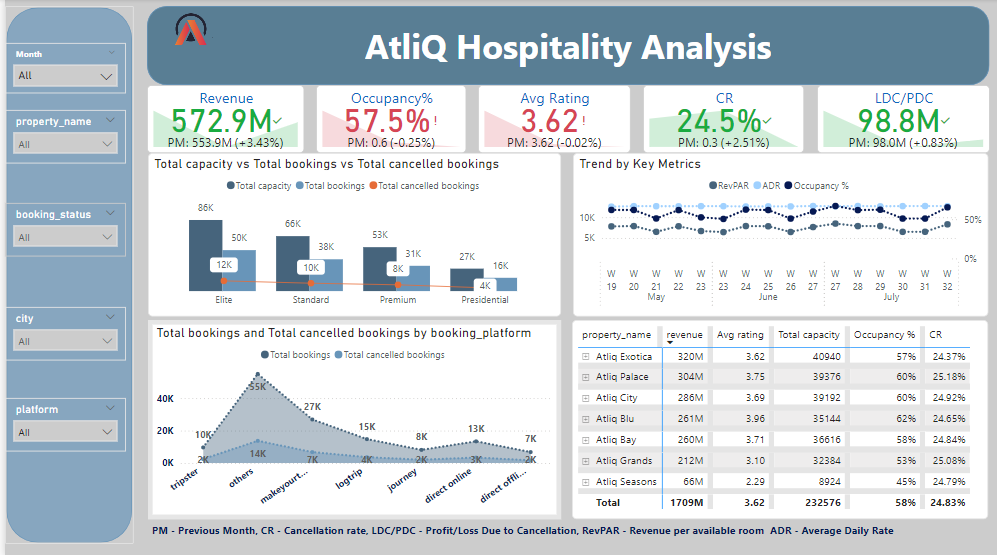 AtliQ Hospitality Analysis
Month
All
property_name
All
booking_status
All
city
All
platform
All
Revenue
572.9M
PM: 553.9M (+3.43%)
Occupancy%
57.5%!
PM: 0.6 (-0.25%)
Avg Rating
3.62!
PM: 3.62 (-0.02%)
CR
24.5%
PM: 0.3 (+2.51%)
LDC/PDC
98.8M
PM: 98.0M (+0.83%)
Total capacity vs Total bookings vs Total cancelled bookings
Total capacity Total bookings Total cancelled bookings
86K
50K
12K
66K
38K
10K
53K
31K
8K
27K
16K
4K
Elite Standard Premium Presidential
Trend by Key Metrics
RevPAR ADR Occupancy %
10K
5K
50%
0%
W W W W W W W W W W W W W W
19 20 21 22 23 23 24 25 26 27 27 28 29 30 31 32
May June July
Total bookings and Total cancelled bookings by booking_platform
Total bookings Total cancelled bookings
40K
20K
0K
10K
55K
27K
15K
8K
13K
7K
2K
14K
7K
4K
2K
3K
2K
tripster others makeyourt... logtrip journey direct online direct offli...
property_name revenue Avg rating Total capacity Occupancy % CR
Atliq Exotica 320M 3.62 40940 57% 24.37%
Atliq Palace 304M 3.75 39376 60% 25.18%
Atliq City 286M 3.69 39192 60% 24.92%
Atliq Blu 261M 3.96 35144 62% 24.65%
Atliq Bay 260M 3.71 36616 58% 24.84%
Atliq Grands 212M 3.10 32384 53% 25.08%
Atliq Seasons 66M 2.29 8924 45% 24.79%
Total 1709M 3.62 232576 58% 24.83%
PM - Previous Month, CR - Cancellation rate, LDC/PDC - Profit/Loss Due to Cancellation, RevPAR - Revenue per available room ADR - Average Daily Rate